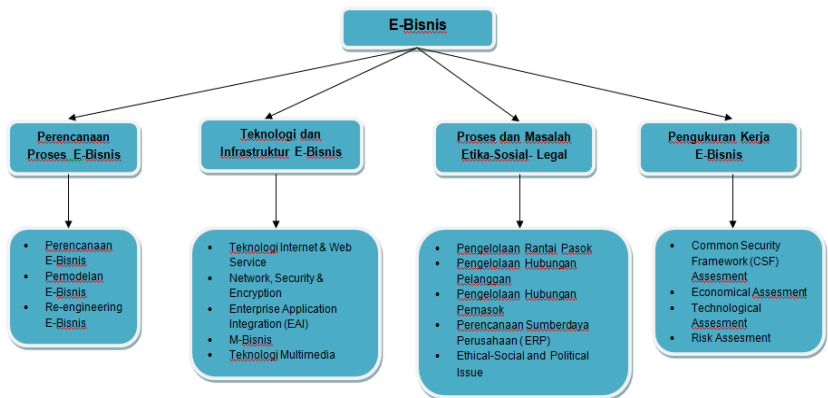 E-Bisnis
Perencanaan
Proses E-Bisnis
Teknologi dan
Infrastruktur E-Bisnis
Proses dan Masalah
Etika-Sosial- Legal
Pengukuran Kerja
E-Bisnis
• Perencanaan
E-Bisnis
• Pemodelan
E-Bisnis
• Re-engineering
E-Bisnis
• Teknologi Internet & Web
Service
• Network, Security &
Encryption
• Enterprise Application
Integration (EAI)
• M-Bisnis
• Teknologi Multimedia
• Pengelolaan Rantai Pasok
• Pengelolaan Hubungan
Pelanggan
• Pengelolaan Hubungan
Pemasok
• Perencanaan Sumberdaya
Perusahaan ( ERP)
• Ethical-Social and Political
Issue
• Common Security
Framework (CSF)
Assesment
• Economical Assesment
• Technological
Assesment
• Risk Assesment